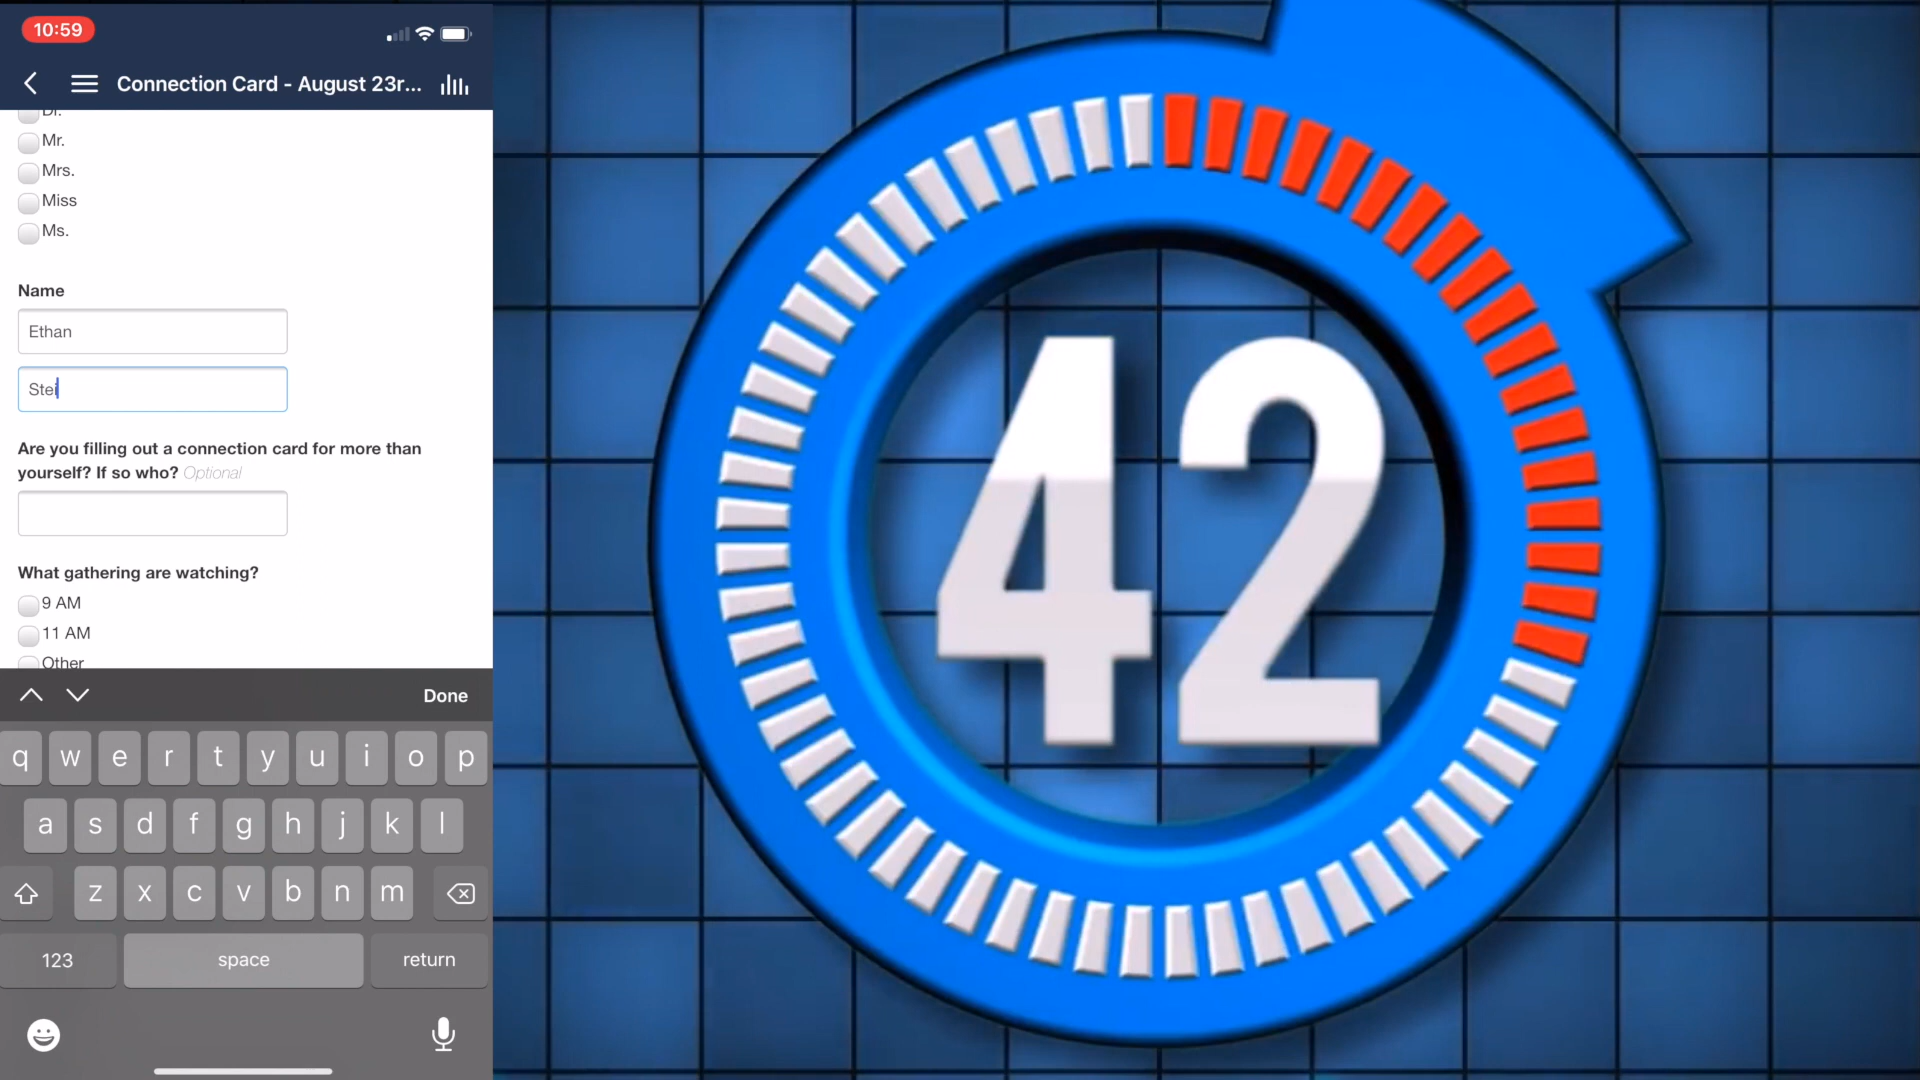 10:59
Connection Card - August 23r...
Dr.
Mr.
Mrs.
Miss
Ms.
Name
Ethan
Stei
Are you filling out a connection card for more than
yourself? If so who? Optional
What gathering are watching?
9 AM
11 AM
Other
Done
q w e r t y u i o p
a s d f g h j k l
z x c v b n m
123 space return
42